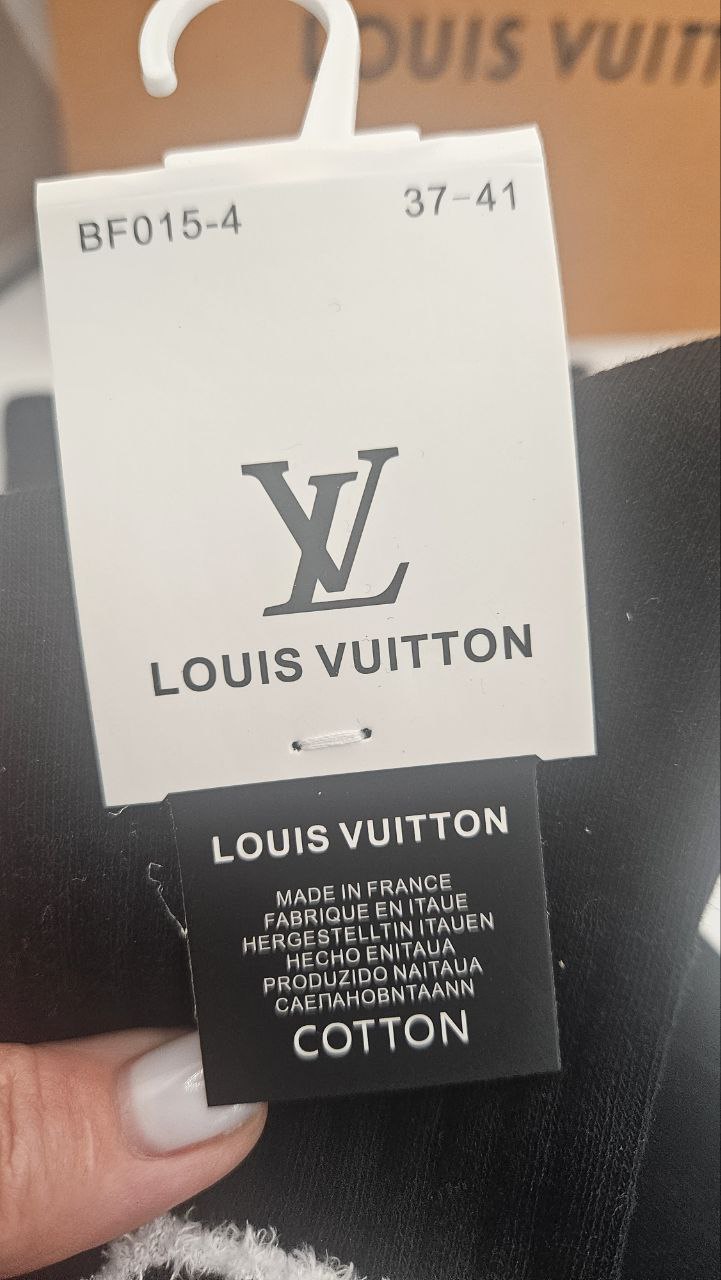 LOUIS VUITT
BF015-4
37-41
LV
LOUIS VUITTON
LOUIS VUITTON
MADE IN FRANCE
FABRIQUE EN ITAUE
HERGESTELLTIN ITAUEN
HECHO ENITAUA
PRODUZIDO NAITAUA
САЕПАНОВNТААNN
COTTON